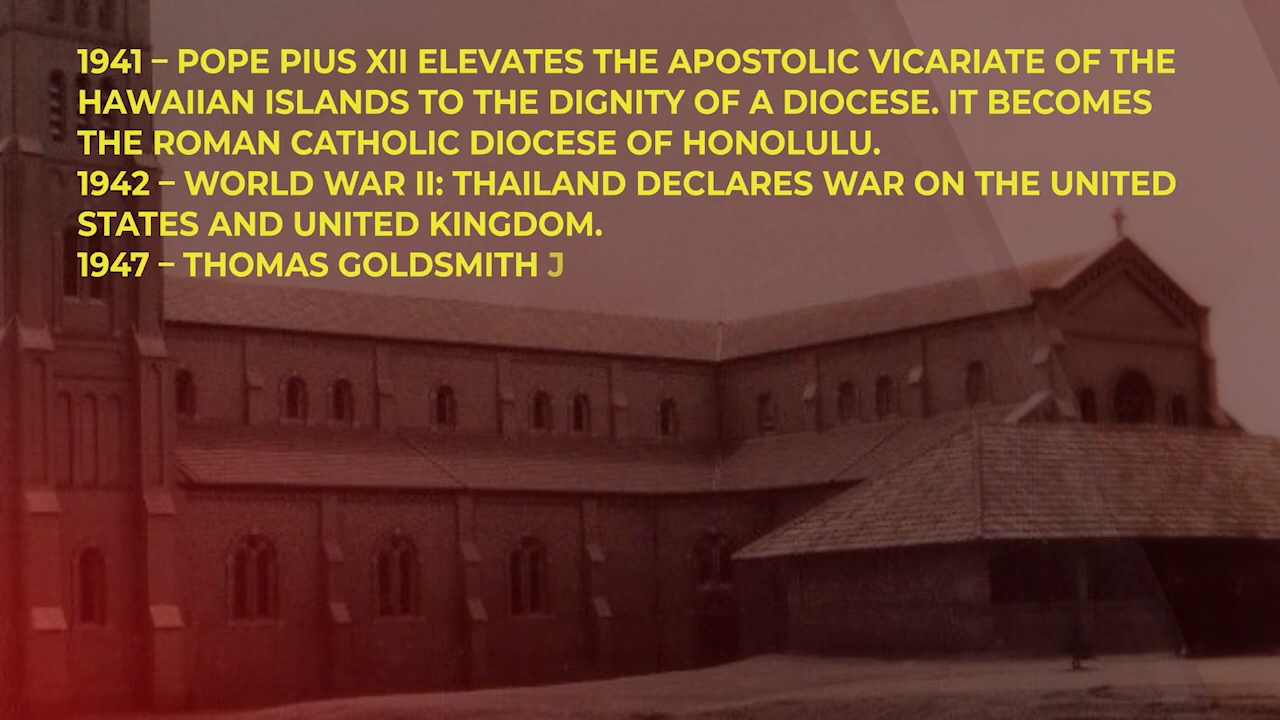 1941 – POPE PIUS XII ELEVATES THE APOSTOLIC VICARIATE OF THE
HAWAIIAN ISLANDS TO THE DIGNITY OF A DIOCESE. IT BECOMES
THE ROMAN CATHOLIC DIOCESE OF HONOLULU.
1942 – WORLD WAR II: THAILAND DECLARES WAR ON THE UNITED
STATES AND UNITED KINGDOM.
1947 – THOMAS GOLDSMITH J